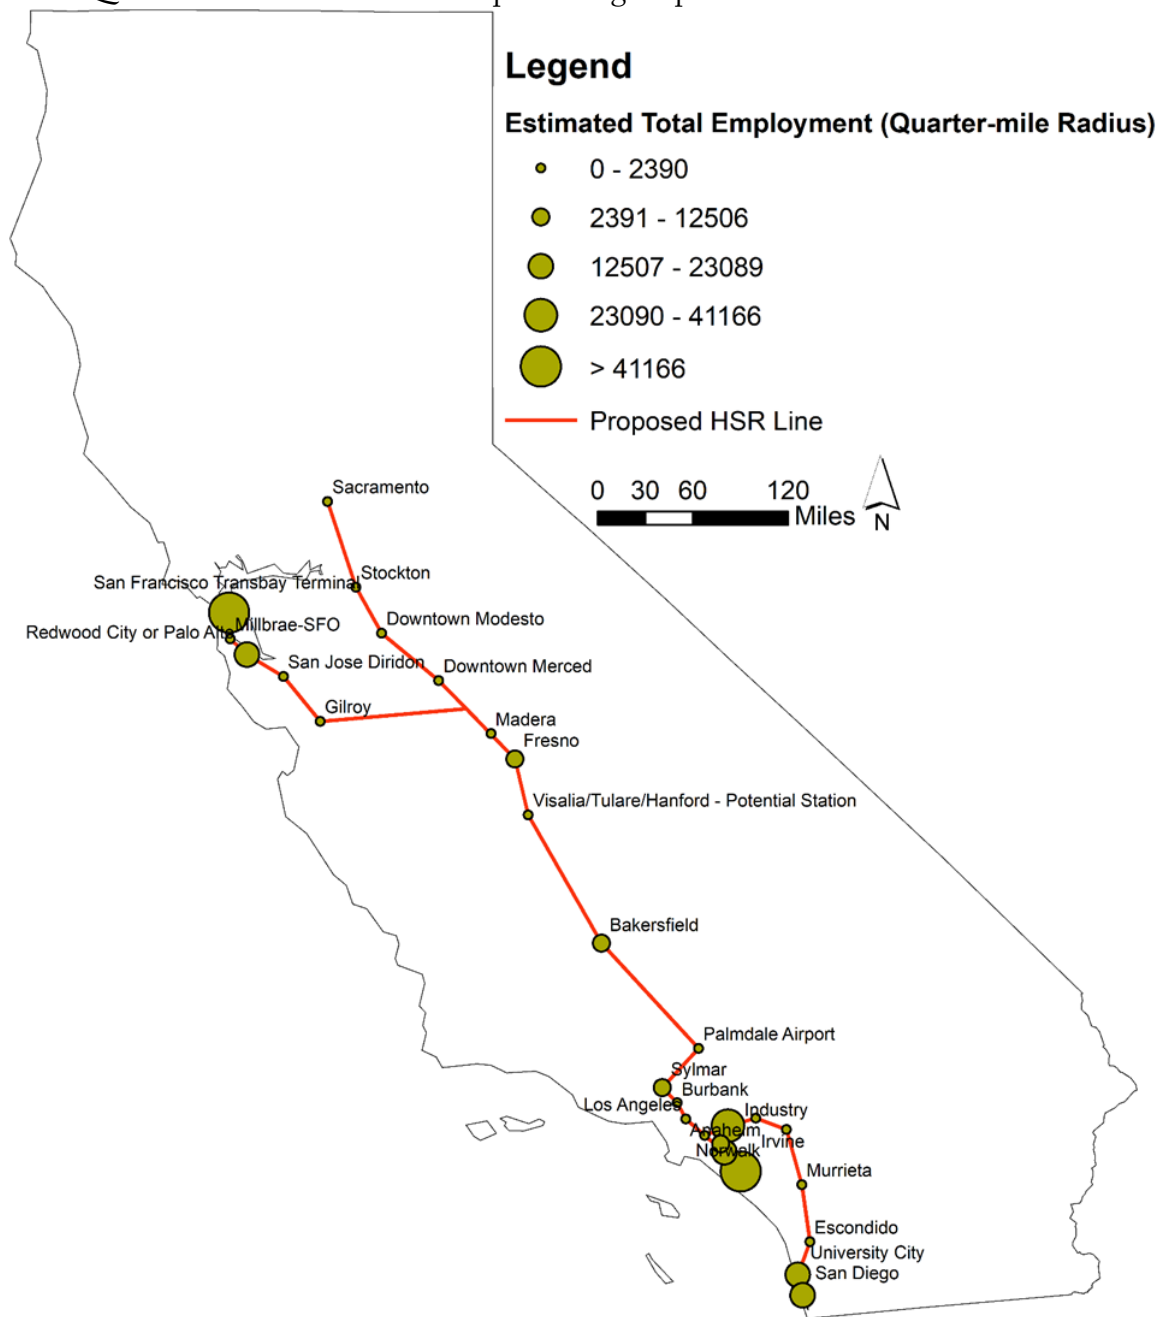 Legend
Estimated Total Employment (Quarter-mile Radius)
0 - 2390
2391 - 12506
12507 - 23089
23090 - 41166
> 41166
Proposed HSR Line
0 30 60 120
Miles
N
Sacramento
Stockton
San Francisco Transbay Terminal
Downtown Modesto
Millbrae-SFO
Redwood City or Palo Alto
San Jose Diridon
Downtown Merced
Gilroy
Madera
Fresno
Visalia/Tulare/Hanford - Potential Station
Bakersfield
Palmdale Airport
Sylmar
Burbank
Los Angeles
Industry
Anaheim
Irvine
Norwalk
Murrieta
Escondido
University City
San Diego